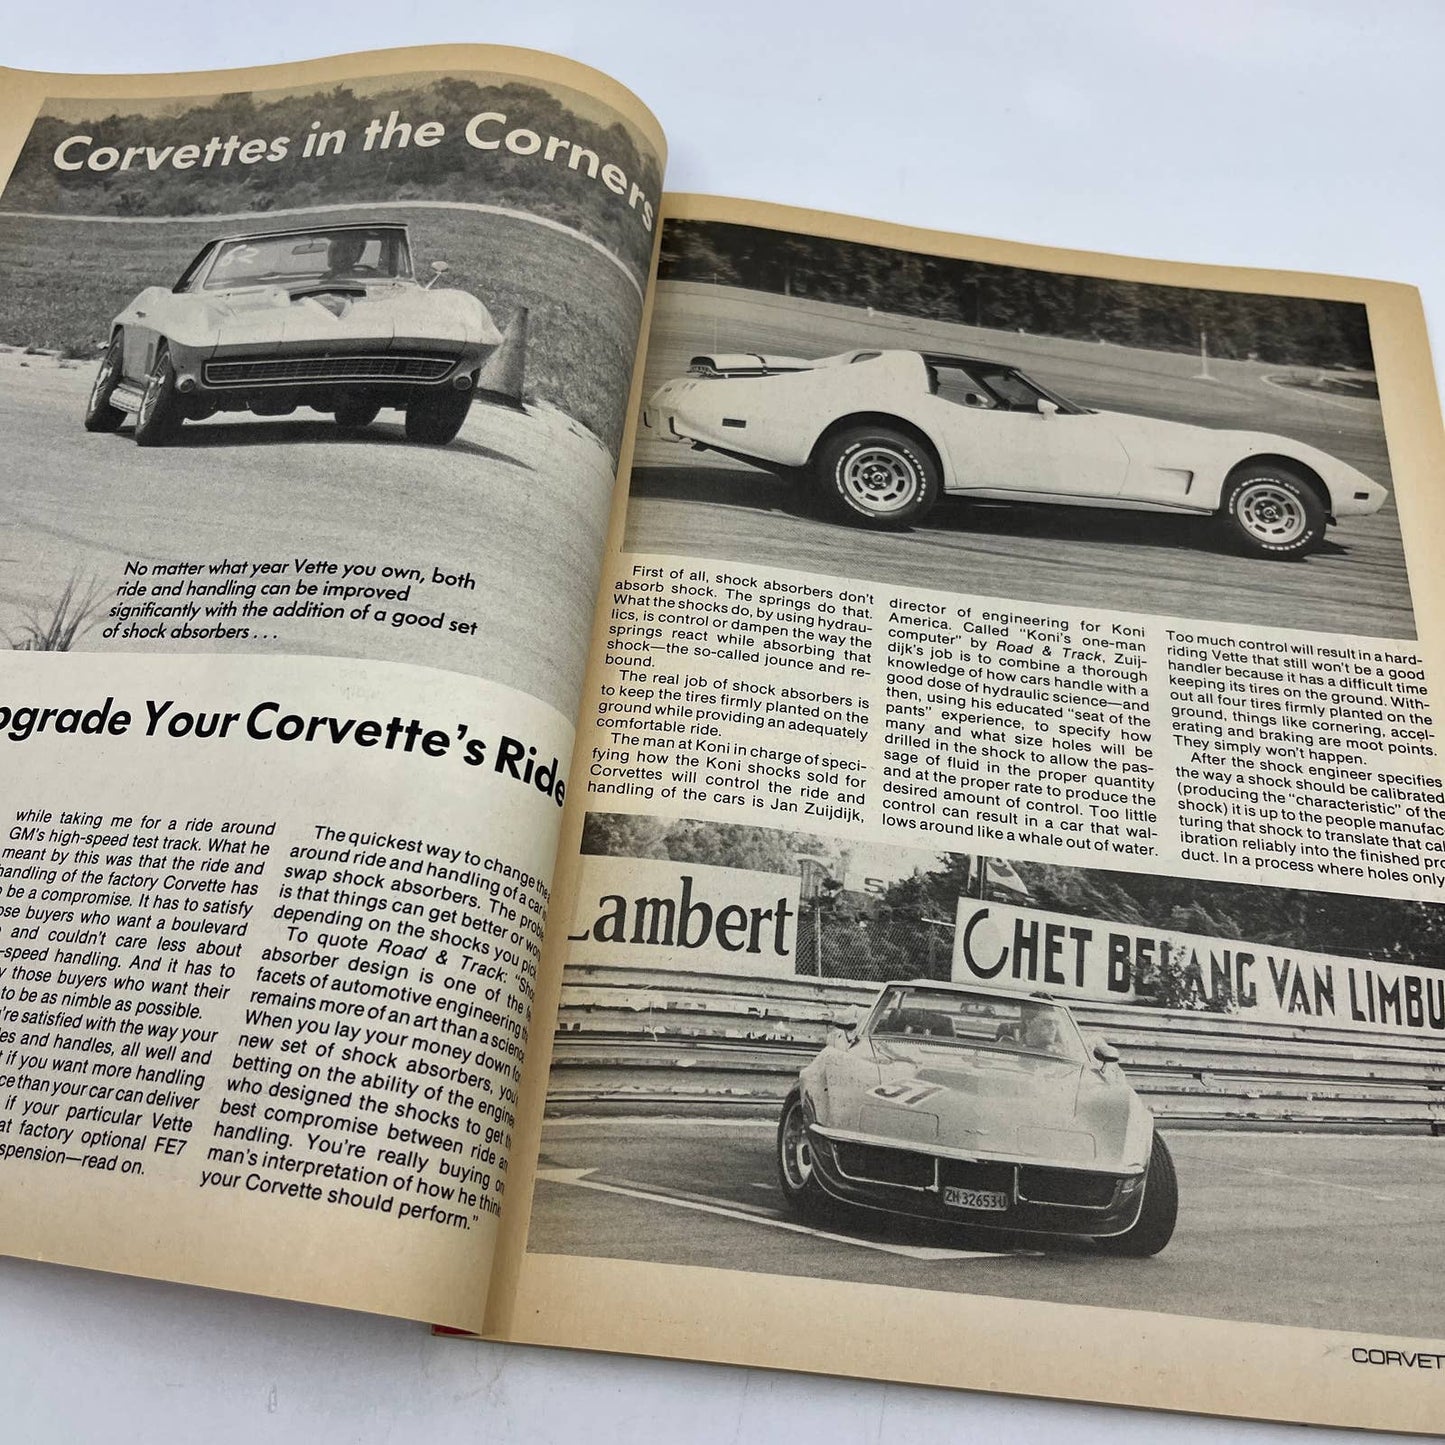 Corvettes in the Corners
62
No matter what year Vette you own, both
ride and handling can be improved
significantly with the addition of a good set
of shock absorbers . . .
Your Corvette's Ride
while taking me for a ride around
GM's high-speed test track. What he
meant by this was that the ride and
handling of the factory Corvette has
be a compromise. It has to satisfy
buyers who want a boulevard
and couldn't care less about
-speed handling. And it has to
those buyers who want their
to be as nimble as possible.
satisfied with the way your
and handles, all well and
if you want more handling
than your car can deliver
if your particular Vette
factory optional FE7
—read on.
The quickest way to change the
around ride and handling of a car
swap shock absorbers. The
is that things can get better or
depending on the shocks you pick.
To quote Road & Track: "Shock
absorber design is one of the
facets of automotive engineering
remains more of an art than a science.
When you lay your money down for
new set of shock absorbers, you're
betting on the ability of the engineer
who designed the shocks to get the
best compromise between ride and
handling. You're really buying one
man's interpretation of how he thinks
your Corvette should perform."
First of all, shock absorbers don't
absorb shock. The springs do that.
What the shocks do, by using hydrau-
lics, is control or dampen the way the
springs react while absorbing that
shock—the so-called jounce and re-
bound.
The real job of shock absorbers is
to keep the tires firmly planted on the
ground while providing an adequately
comfortable ride.
The man at Koni in charge of speci-
fying how the Koni shocks sold for
Corvettes will control the ride and
handling of the cars is Jan Zuijdijk,
director of engineering for Koni
America. Called "Koni's one-man
computer" by Road & Track, Zuij-
dijk's job is to combine a thorough
knowledge of how cars handle with a
good dose of hydraulic science—and
then, using his educated "seat of the
pants" experience, to specify how
many and what size holes will be
drilled in the shock to allow the pas-
sage of fluid in the proper quantity
and at the proper rate to produce the
desired amount of control. Too little
control can result in a car that wal-
lows around like a whale out of water.
Too much control will result in a hard-
riding Vette that still won't be a good
handler because it has a difficult time
keeping its tires on the ground. With-
out all four tires firmly planted on the
ground, things like cornering, accel-
erating and braking are moot points.
They simply won't happen.
After the shock engineer specifies
the way a shock should be calibrated
(producing the "characteristic" of the
shock) it is up to the people manufac-
turing that shock to translate that cal-
ibration reliably into the finished pro-
duct. In a process where holes only
Lambert
HET BELANG VAN LIMBU
51
ZH 32653 U
CORVET